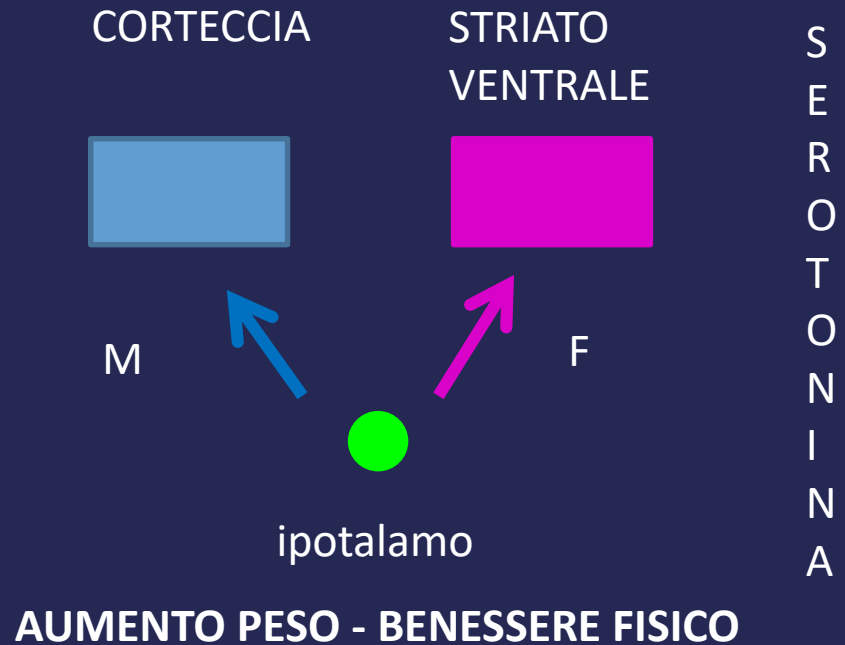 CORTECCIA
STRIATO
VENTRALE
M
F
ipotalamo
AUMENTO PESO - BENESSERE FISICO
S
E
R
O
T
O
N
I
N
A